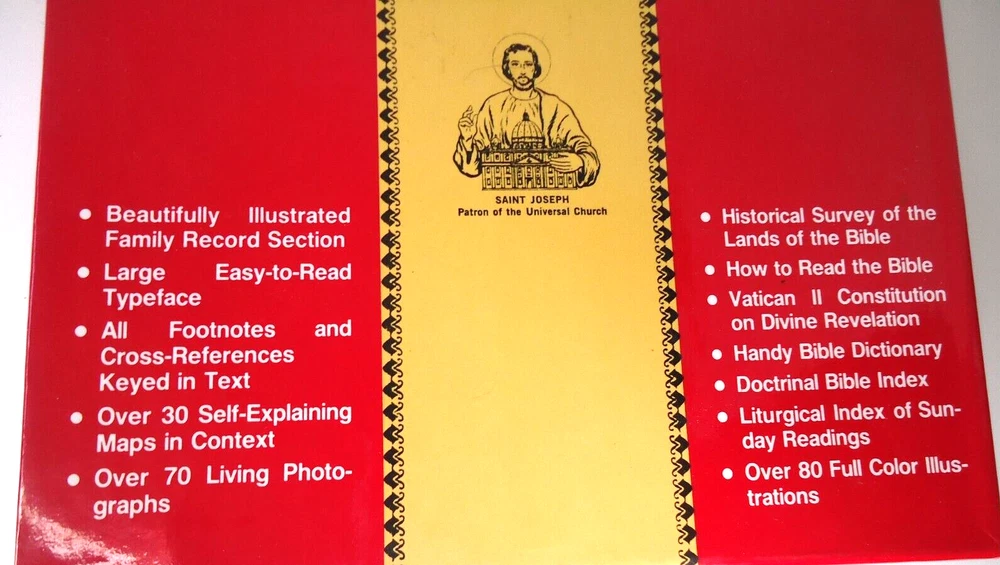 SAINT JOSEPH
Patron of the Universal Church
• Beautifully Illustrated
Family Record Section
• Large Easy-to-Read
Typeface
• All Footnotes and
Cross-References
Keyed in Text
• Over 30 Self-Explaining
Maps in Context
• Over 70 Living Photo-
graphs
• Historical Survey of the
Lands of the Bible
• How to Read the Bible
• Vatican II Constitution
on Divine Revelation
• Handy Bible Dictionary
• Doctrinal Bible Index
• Liturgical Index of Sun-
day Readings
• Over 80 Full Color Illus-
trations